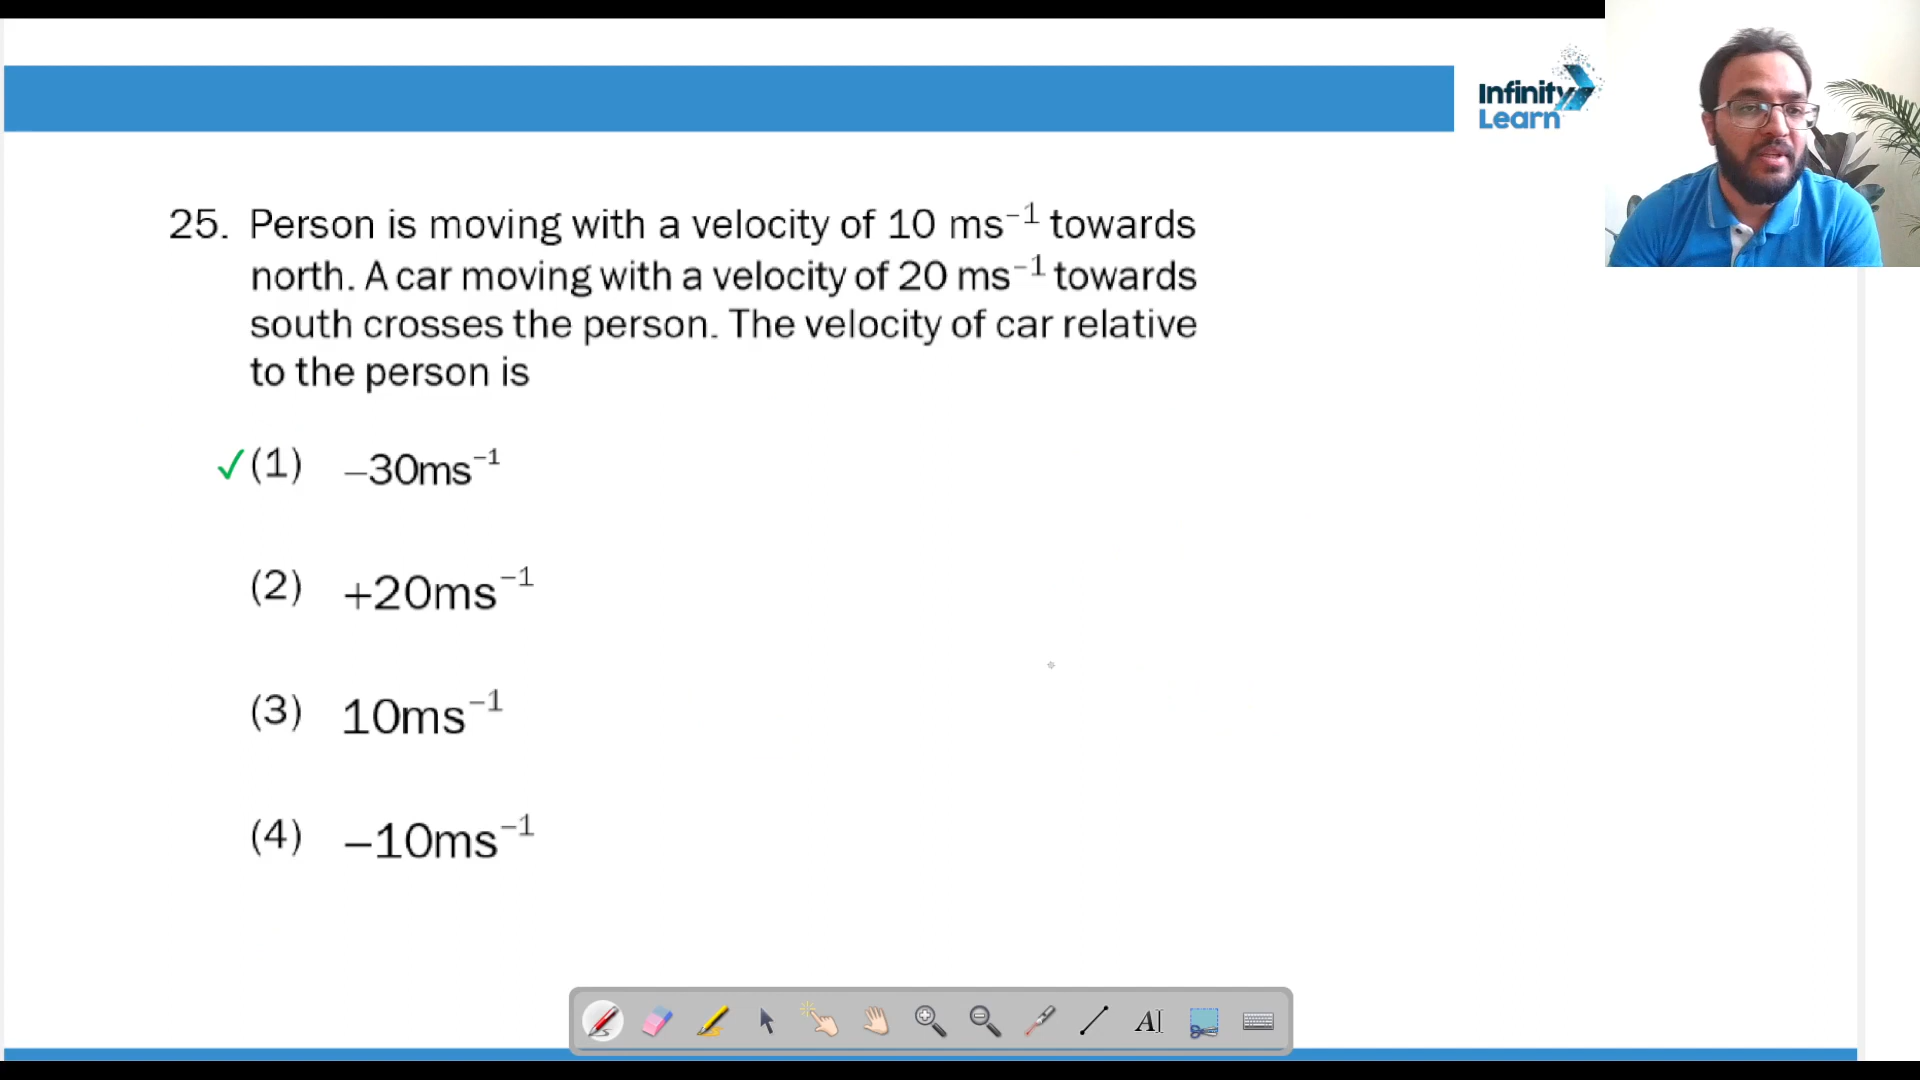 Infinity
Learn
25. Person is moving with a velocity of 10 ms⁻¹ towards
north. A car moving with a velocity of 20 ms⁻¹ towards
south crosses the person. The velocity of car relative
to the person is
✓(1) –30ms⁻¹
(2) +20ms⁻¹
(3) 10ms⁻¹
(4) –10ms⁻¹
A